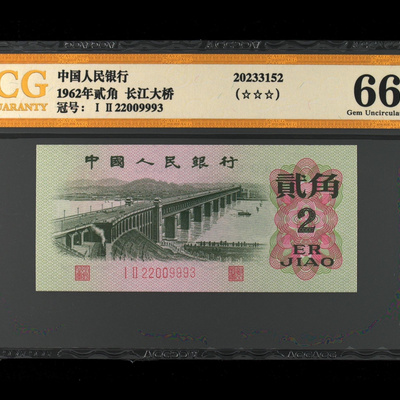 CG
GUARANTY
中国人民银行
1962年贰角 长江大桥
冠号: I II 22009993
20233152
(☆☆☆)
66
Gem Uncircula
中國人民銀行
貳角
2
ER
JIAO
I II 22009993